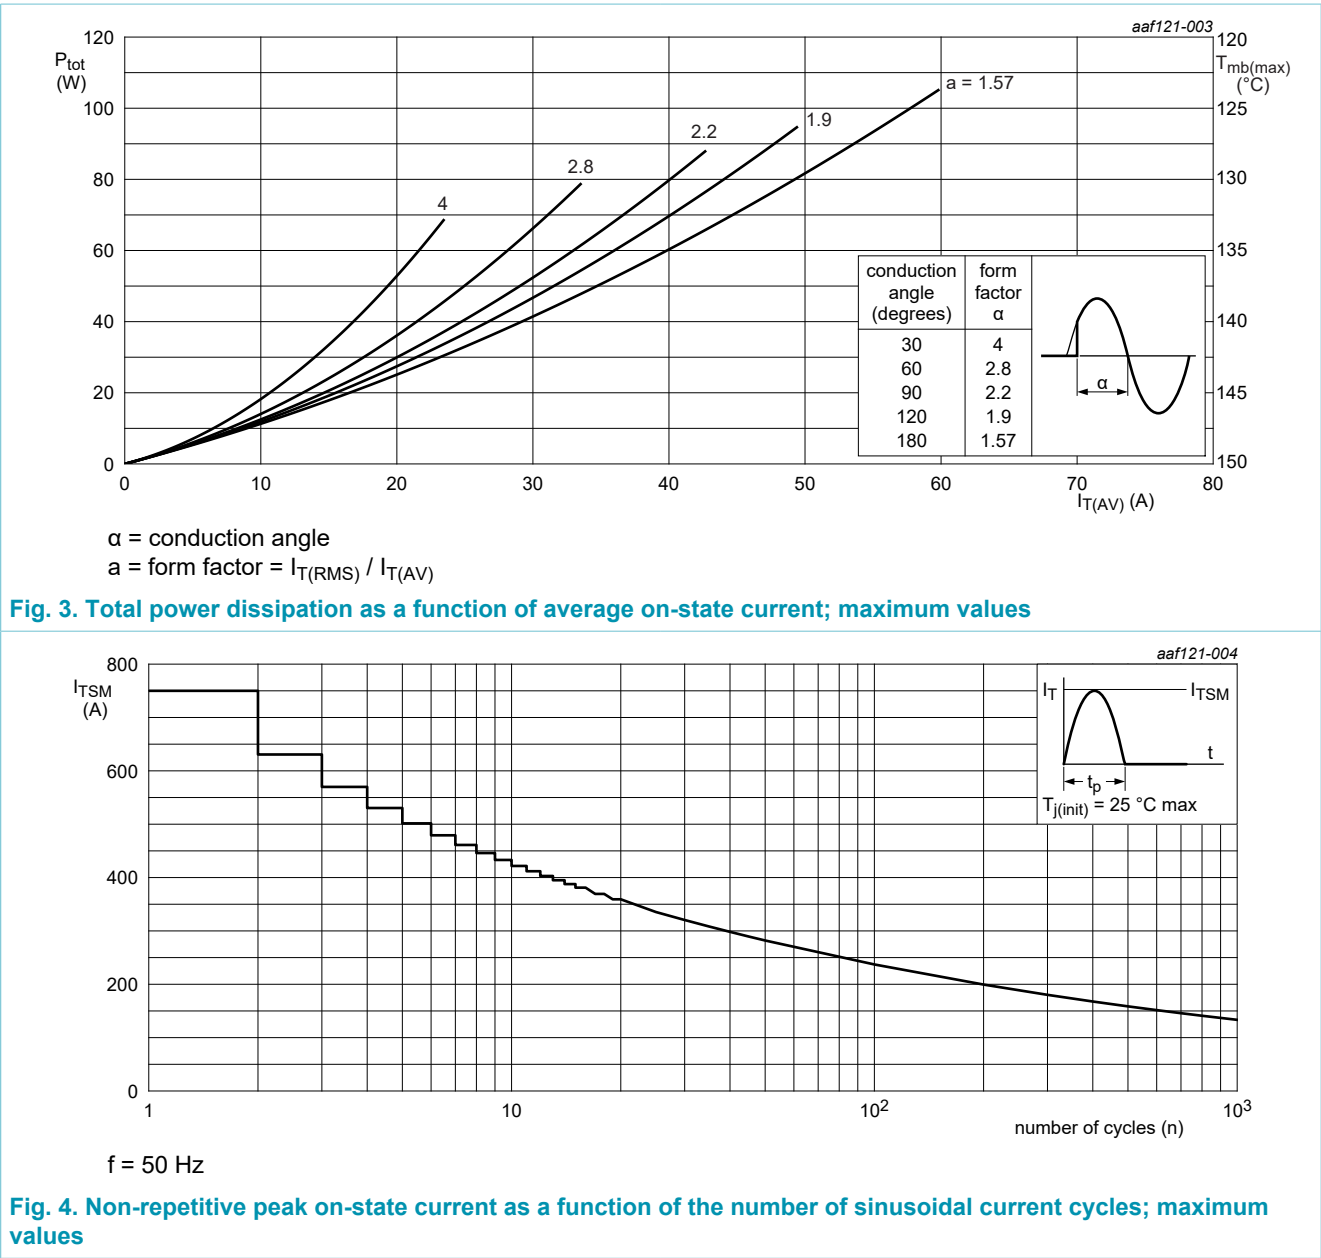 aaf121-003
P_tot
(W)
120
100
80
60
40
20
0
120
T_mb(max)
(°C)
125
130
135
140
145
150
4
2.8
2.2
1.9
a = 1.57
conduction angle (degrees) form factor α
30 4
60 2.8
90 2.2
120 1.9
180 1.57
α
0 10 20 30 40 50 60 70 80
I_T(AV) (A)
α = conduction angle
a = form factor = I_T(RMS) / I_T(AV)
Fig. 3. Total power dissipation as a function of average on-state current; maximum values
aaf121-004
I_TSM
(A)
800
600
400
200
0
I_T
I_TSM
t
t_p
T_j(init) = 25 °C max
1 10 10² 10³
number of cycles (n)
f = 50 Hz
Fig. 4. Non-repetitive peak on-state current as a function of the number of sinusoidal current cycles; maximum
values